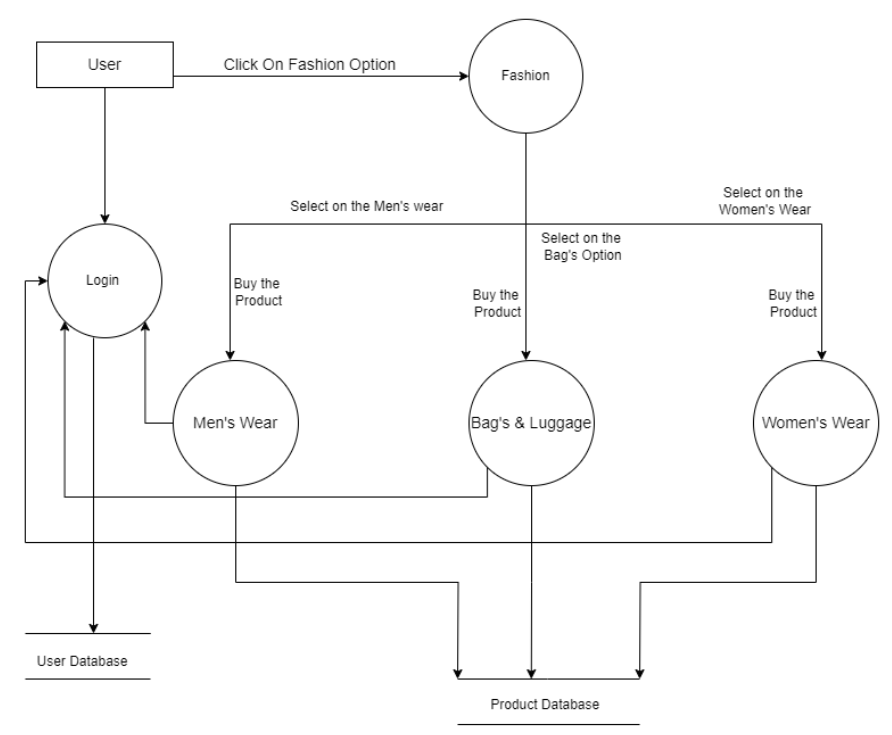 User
Click On Fashion Option
Fashion
Select on the Men's wear
Select on the
Women's Wear
Select on the
Bag's Option
Login
Buy the
Product
Buy the
Product
Buy the
Product
Men's Wear
Bag's & Luggage
Women's Wear
User Database
Product Database